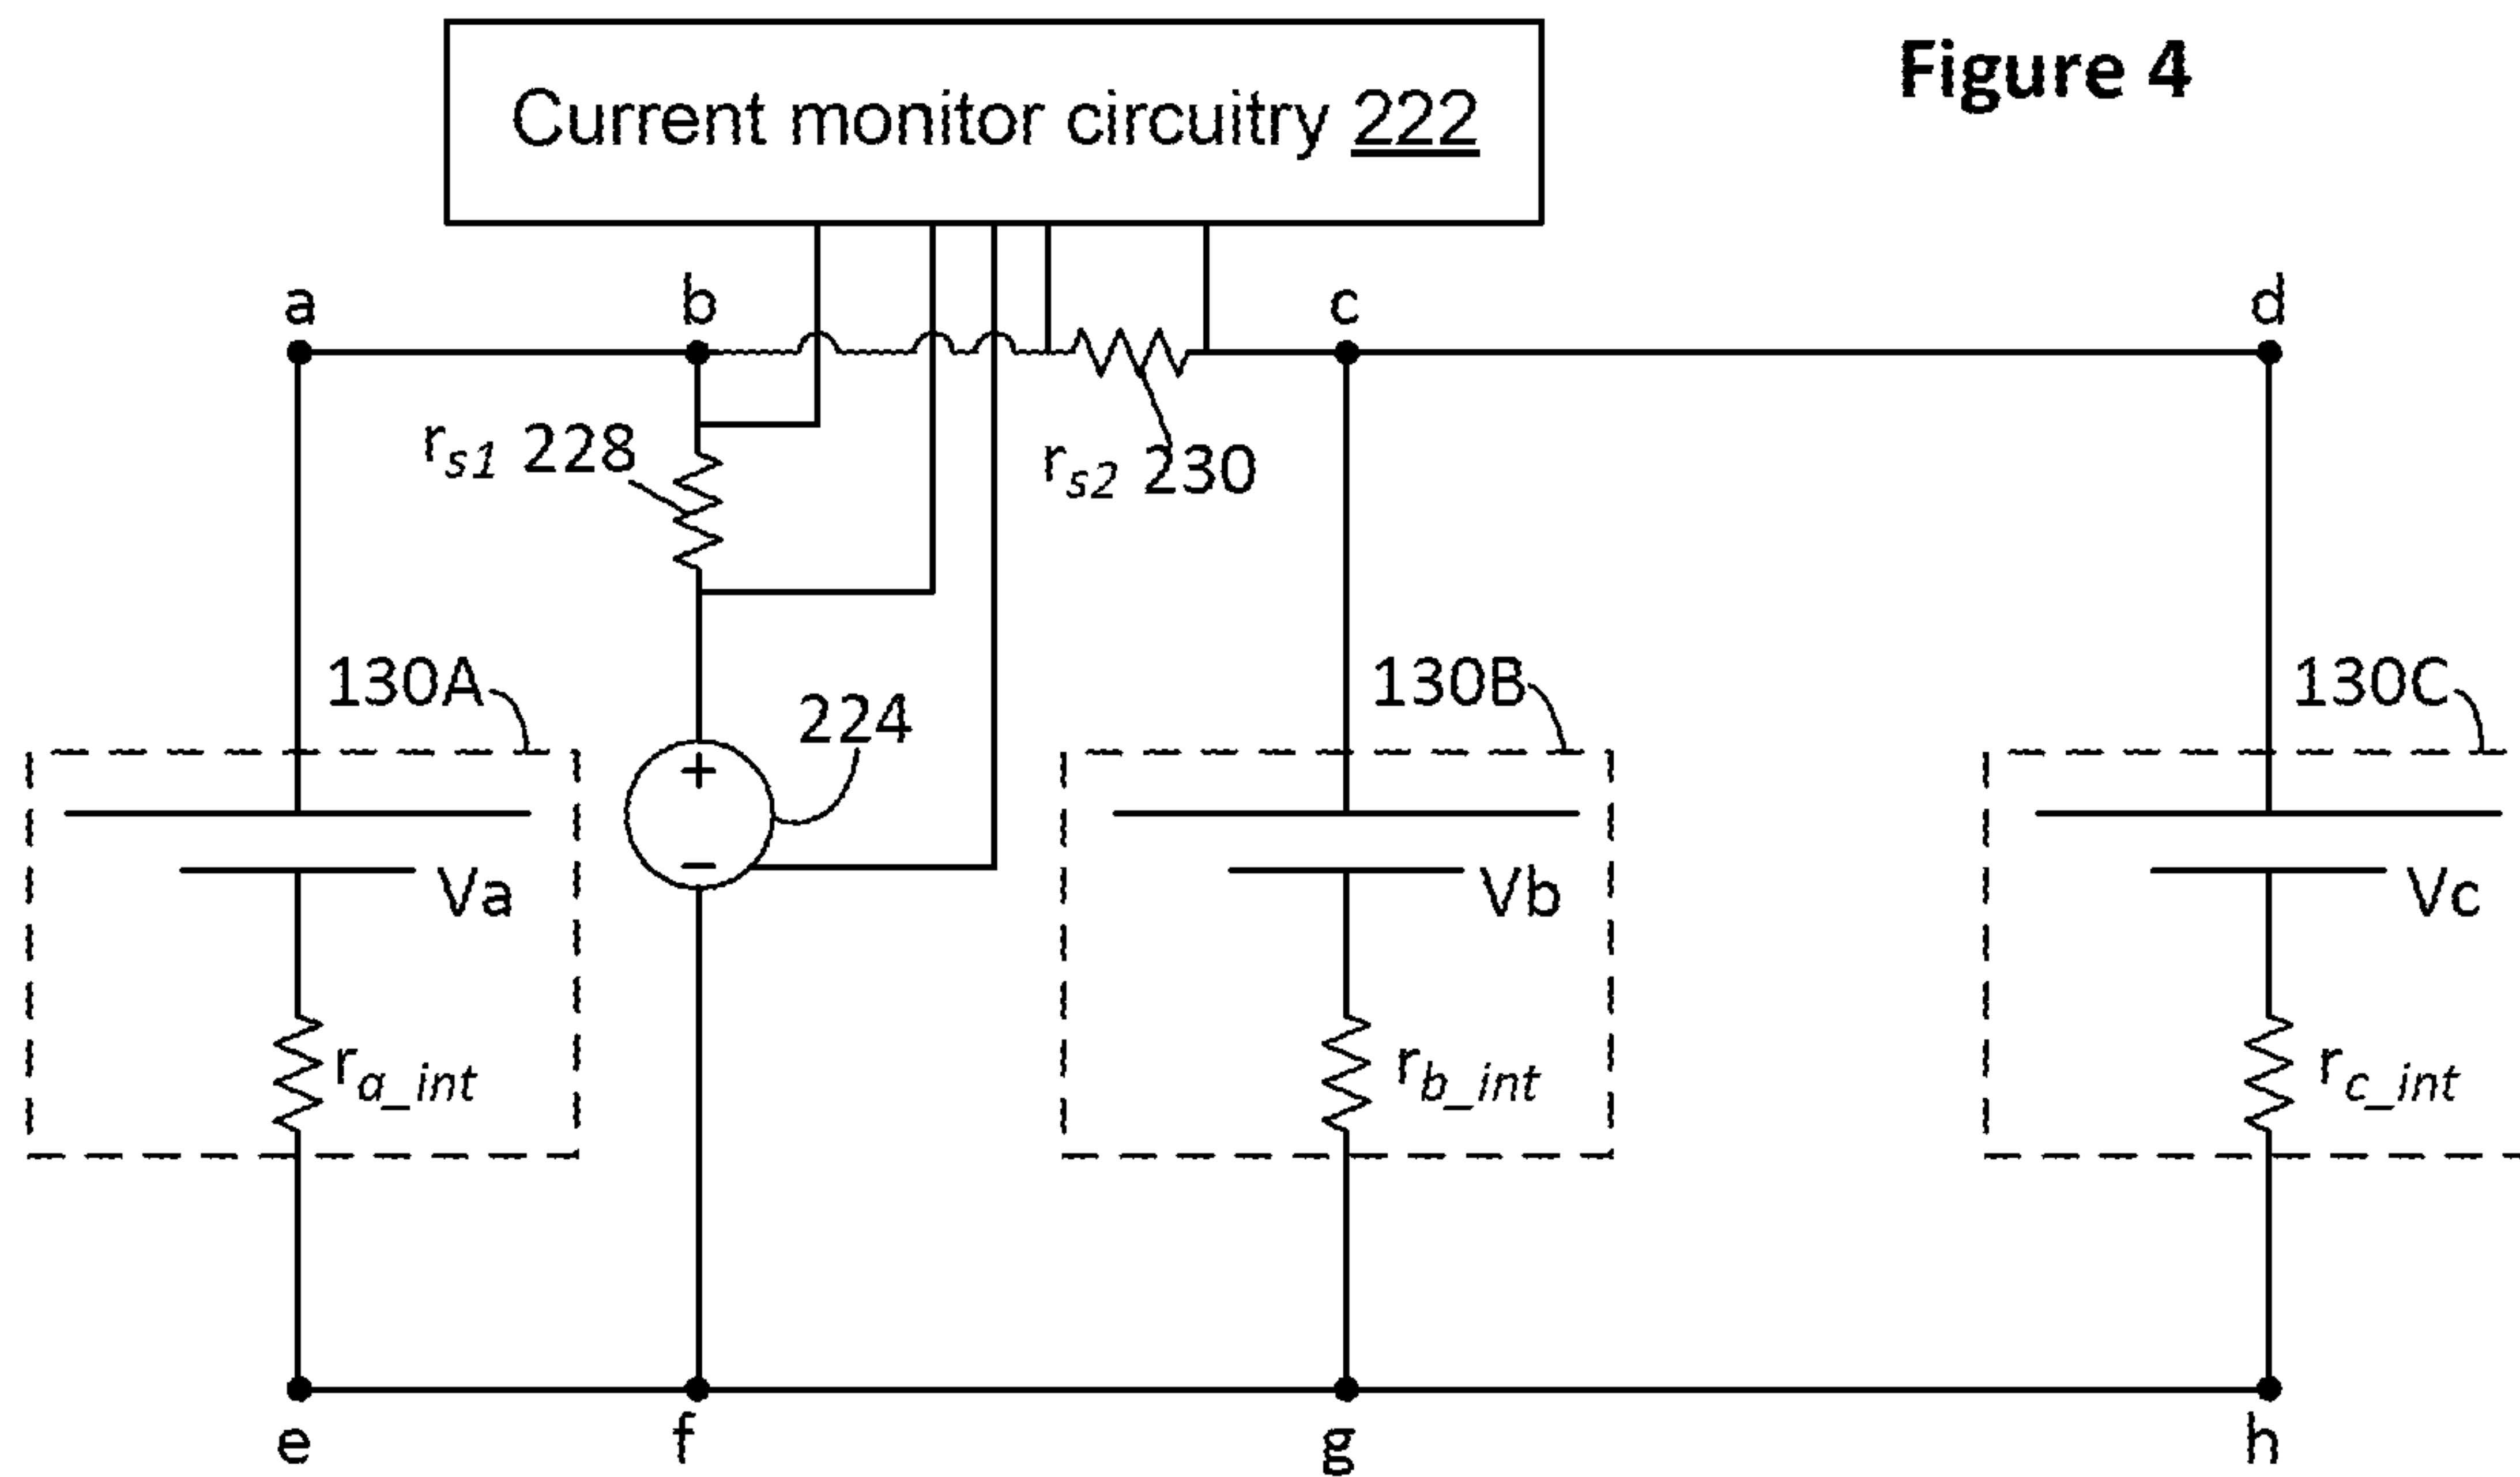 Figure 4
Current monitor circuitry 222
a
b
c
d
rs1 228
rs2 230
130A
224
130B
130C
+
−
Va
Vb
Vc
ra_int
rb_int
rc_int
e
f
g
h